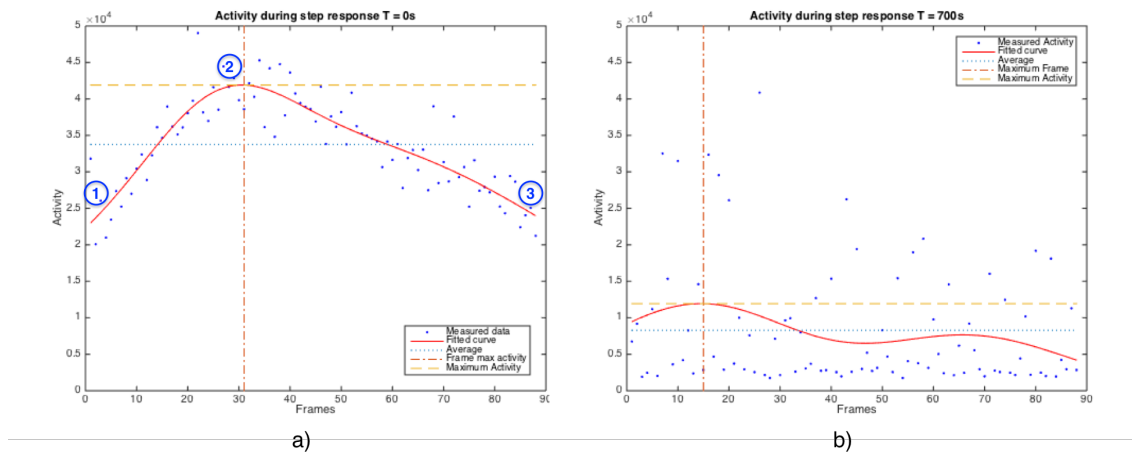 Activity during step response T = 0s
×10⁴
5
4.5
4
3.5
3
2.5
2
1.5
1
0.5
0
Activity
1
2
3
Measured data
Fitted curve
Average
Frame max activity
Maximum Activity
0 10 20 30 40 50 60 70 80 90
Frames
a)
Activity during step response T = 700s
×10⁴
5
4.5
4
3.5
3
2.5
2
1.5
1
0.5
0
Avtivity
Measured Activity
Fitted curve
Average
Maximum Frame
Maximum Activity
0 10 20 30 40 50 60 70 80 90
Frames
b)